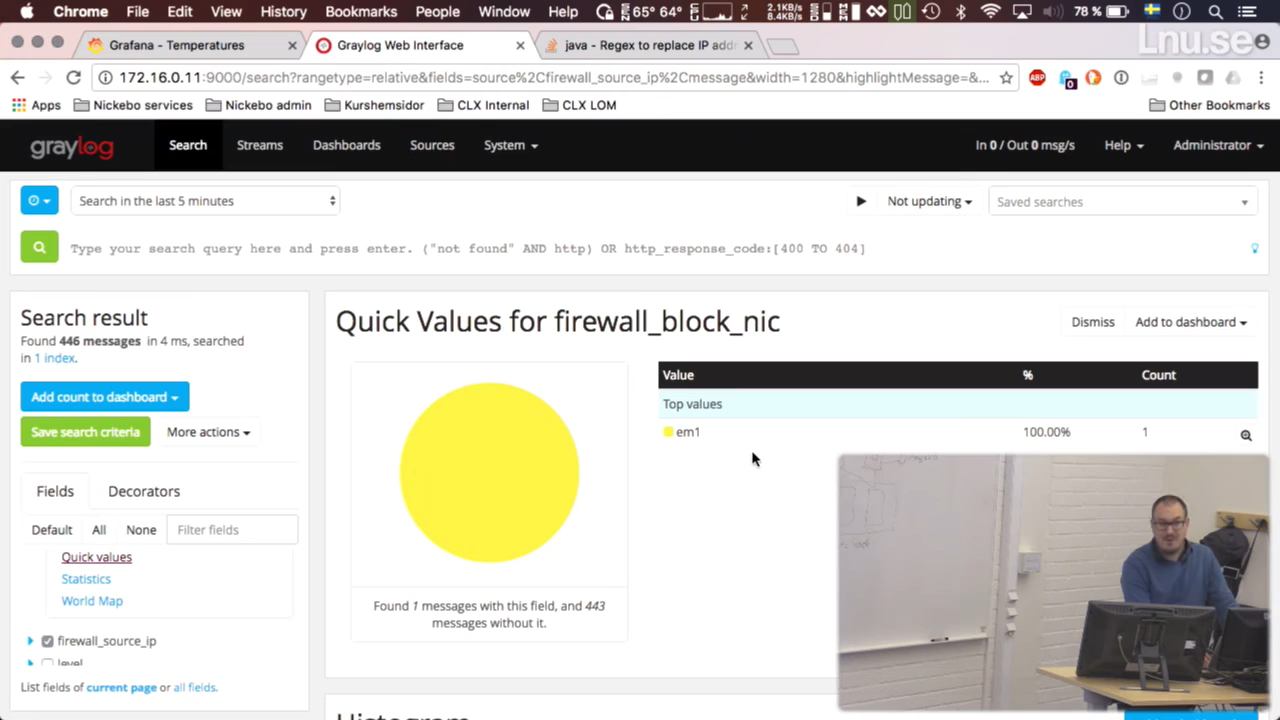 Chrome File Edit View History Bookmarks People Window Help 65° 64° 2.1KB/s 8.4KB/s 78 %
Grafana - Temperatures
Graylog Web Interface
java - Regex to replace IP addr
Lnu.se
172.16.0.11:9000/search?rangetype=relative&fields=source%2Cfirewall_source_ip%2Cmessage&width=1280&highlightMessage=&...
ABP
0
Apps Nickebo services Nickebo admin Kurshemsidor CLX Internal CLX LOM Other Bookmarks
graylog Search Streams Dashboards Sources System In 0 / Out 0 msg/s Help Administrator
Search in the last 5 minutes Not updating Saved searches
Type your search query here and press enter. ("not found" AND http) OR http_response_code:[400 TO 404]
Search result
Found 446 messages in 4 ms, searched
in 1 index.
Add count to dashboard
Save search criteria More actions
Fields Decorators
Default All None Filter fields
Quick values
Statistics
World Map
firewall_source_ip
level
List fields of current page or all fields.
Quick Values for firewall_block_nic
Dismiss Add to dashboard
Value % Count
Top values
em1 100.00% 1
Found 1 messages with this field, and 443
messages without it.
Histogram